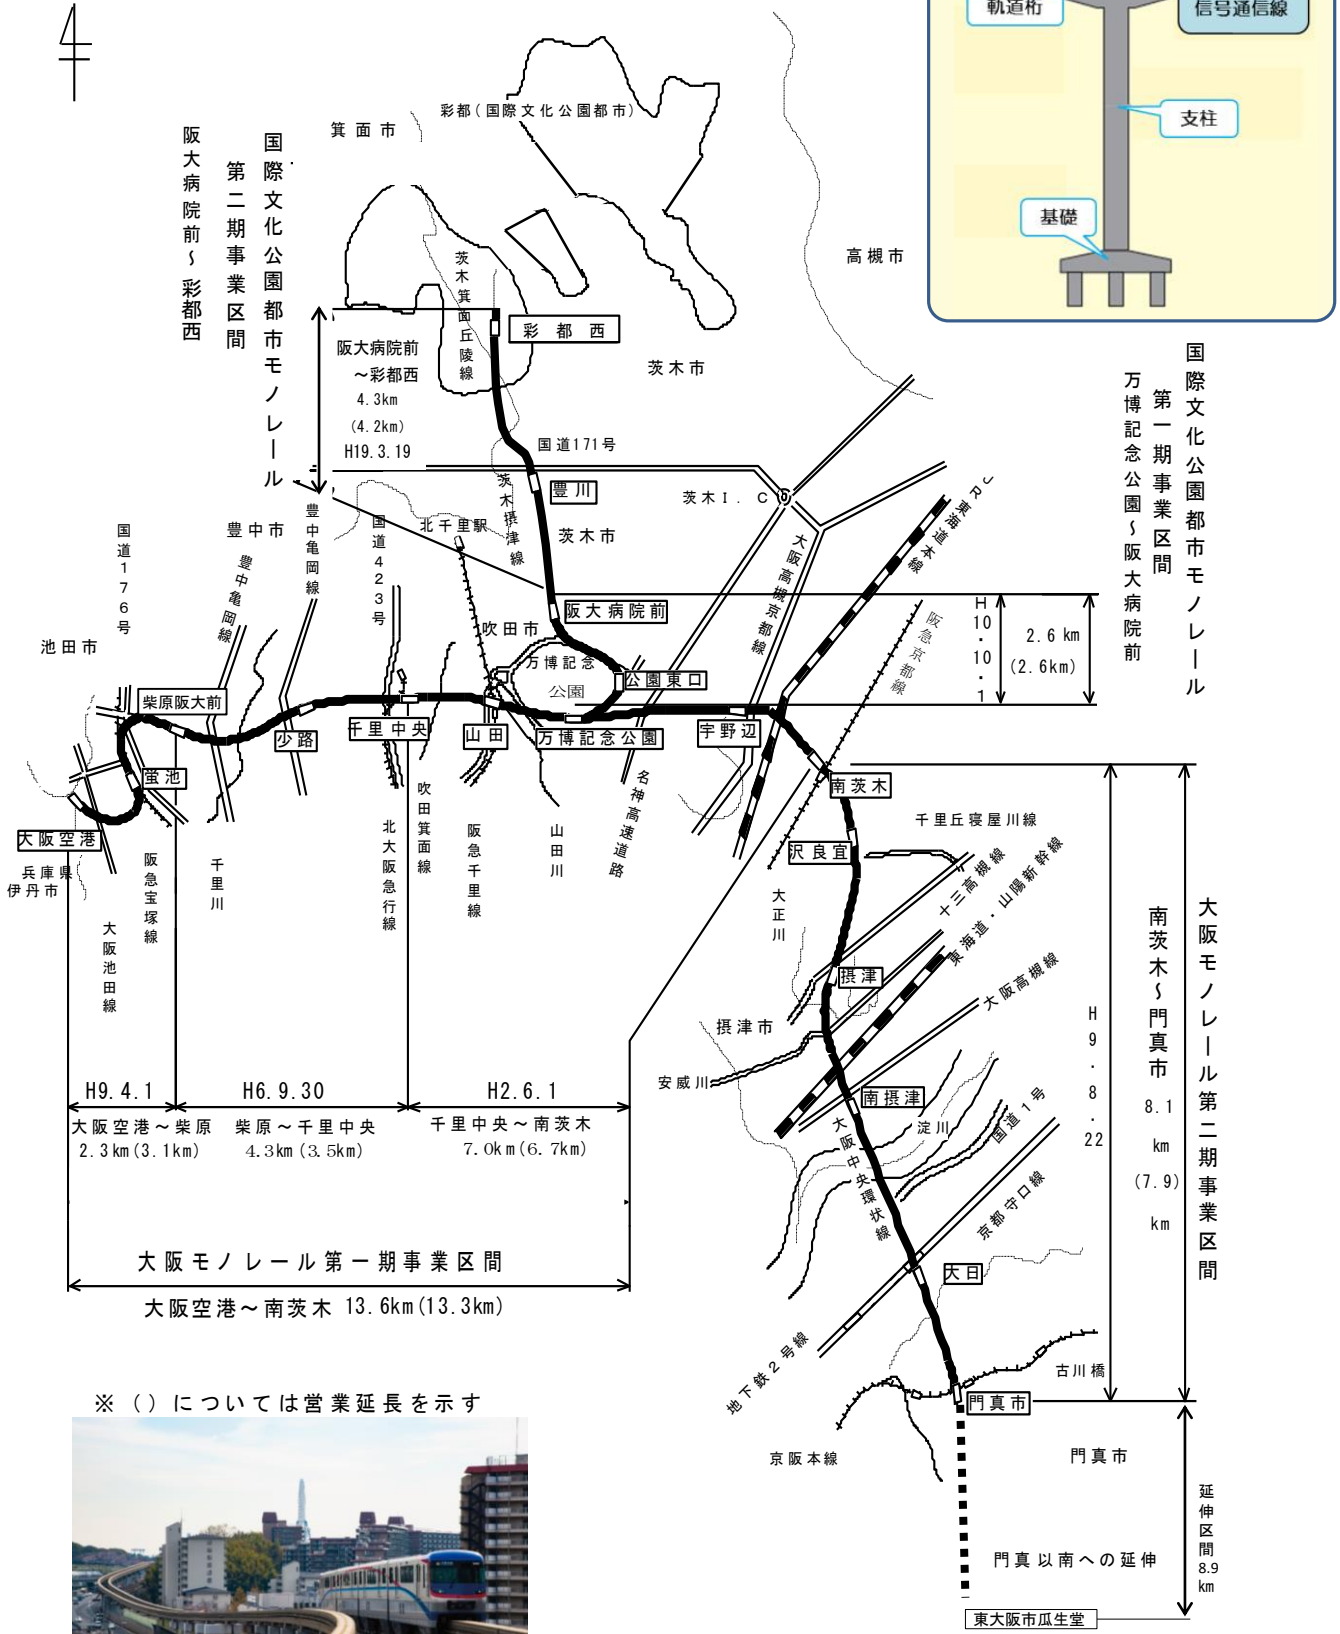 軌道桁
信号通信線
支柱
基礎
彩都(国際文化公園都市)
箕面市
国際文化公園都市モノレール
第二期事業区間
阪大病院前～彩都西
高槻市
茨木箕面丘陵線
彩都西
阪大病院前
～彩都西
4.3km
(4.2km)
H19.3.19
茨木市
国際文化公園都市モノレール
第一期事業区間
万博記念公園～阪大病院前
国道171号
豊川
茨木I.C
JR東海道本線
茨木摂津線
北千里駅
茨木市
豊中亀岡線
国道423号
豊中市
国道176号
豊中亀岡線
大阪高槻京都線
阪急京都線
H10・10・1
2.6km
(2.6km)
阪大病院前
吹田市
池田市
万博記念
公園
公園東口
柴原阪大前
少路
千里中央
山田
万博記念公園
宇野辺
蛍池
南茨木
大阪空港
兵庫県
伊丹市
阪急宝塚線
大阪池田線
千里川
北大阪急行線
吹田箕面線
阪急千里線
山田川
名神高速道路
千里丘寝屋川線
沢良宜
大正川
十三高槻線
東海道・山陽新幹線
摂津
大阪高槻線
摂津市
安威川
南摂津
淀川
国道1号
大阪中央環状線
京都守口線
大日
地下鉄2号線
古川橋
門真市
京阪本線
門真市
H9・8・22
南茨木～門真市
8.1
km
(7.9)
km
大阪モノレール第二期事業区間
H9.4.1
H6.9.30
H2.6.1
大阪空港～柴原
2.3km(3.1km)
柴原～千里中央
4.3km(3.5km)
千里中央～南茨木
7.0km(6.7km)
大阪モノレール第一期事業区間
大阪空港～南茨木 13.6km(13.3km)
※（）については営業延長を示す
延伸区間
8.9
km
門真以南への延伸
東大阪市瓜生堂